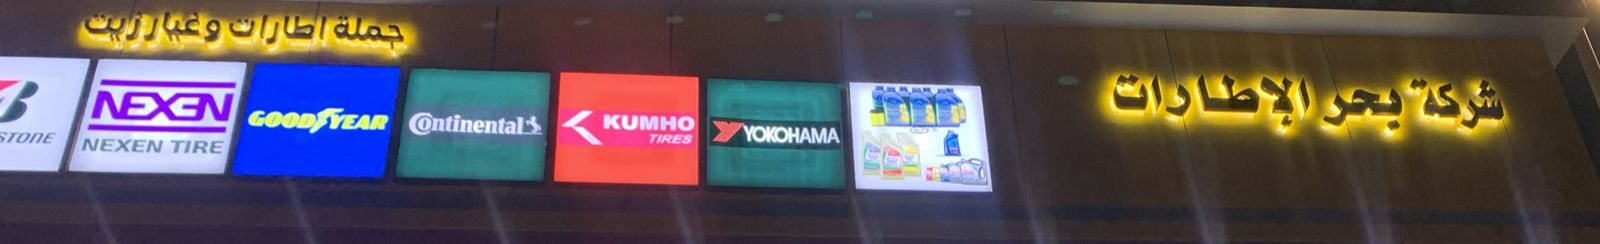 شركة بحر الإطارات
جملة اطارات وغيار زيت
STONE
NEXEN
NEXEN TIRE
GOODYEAR
Continental
KUMHO
TIRES
YOKOHAMA